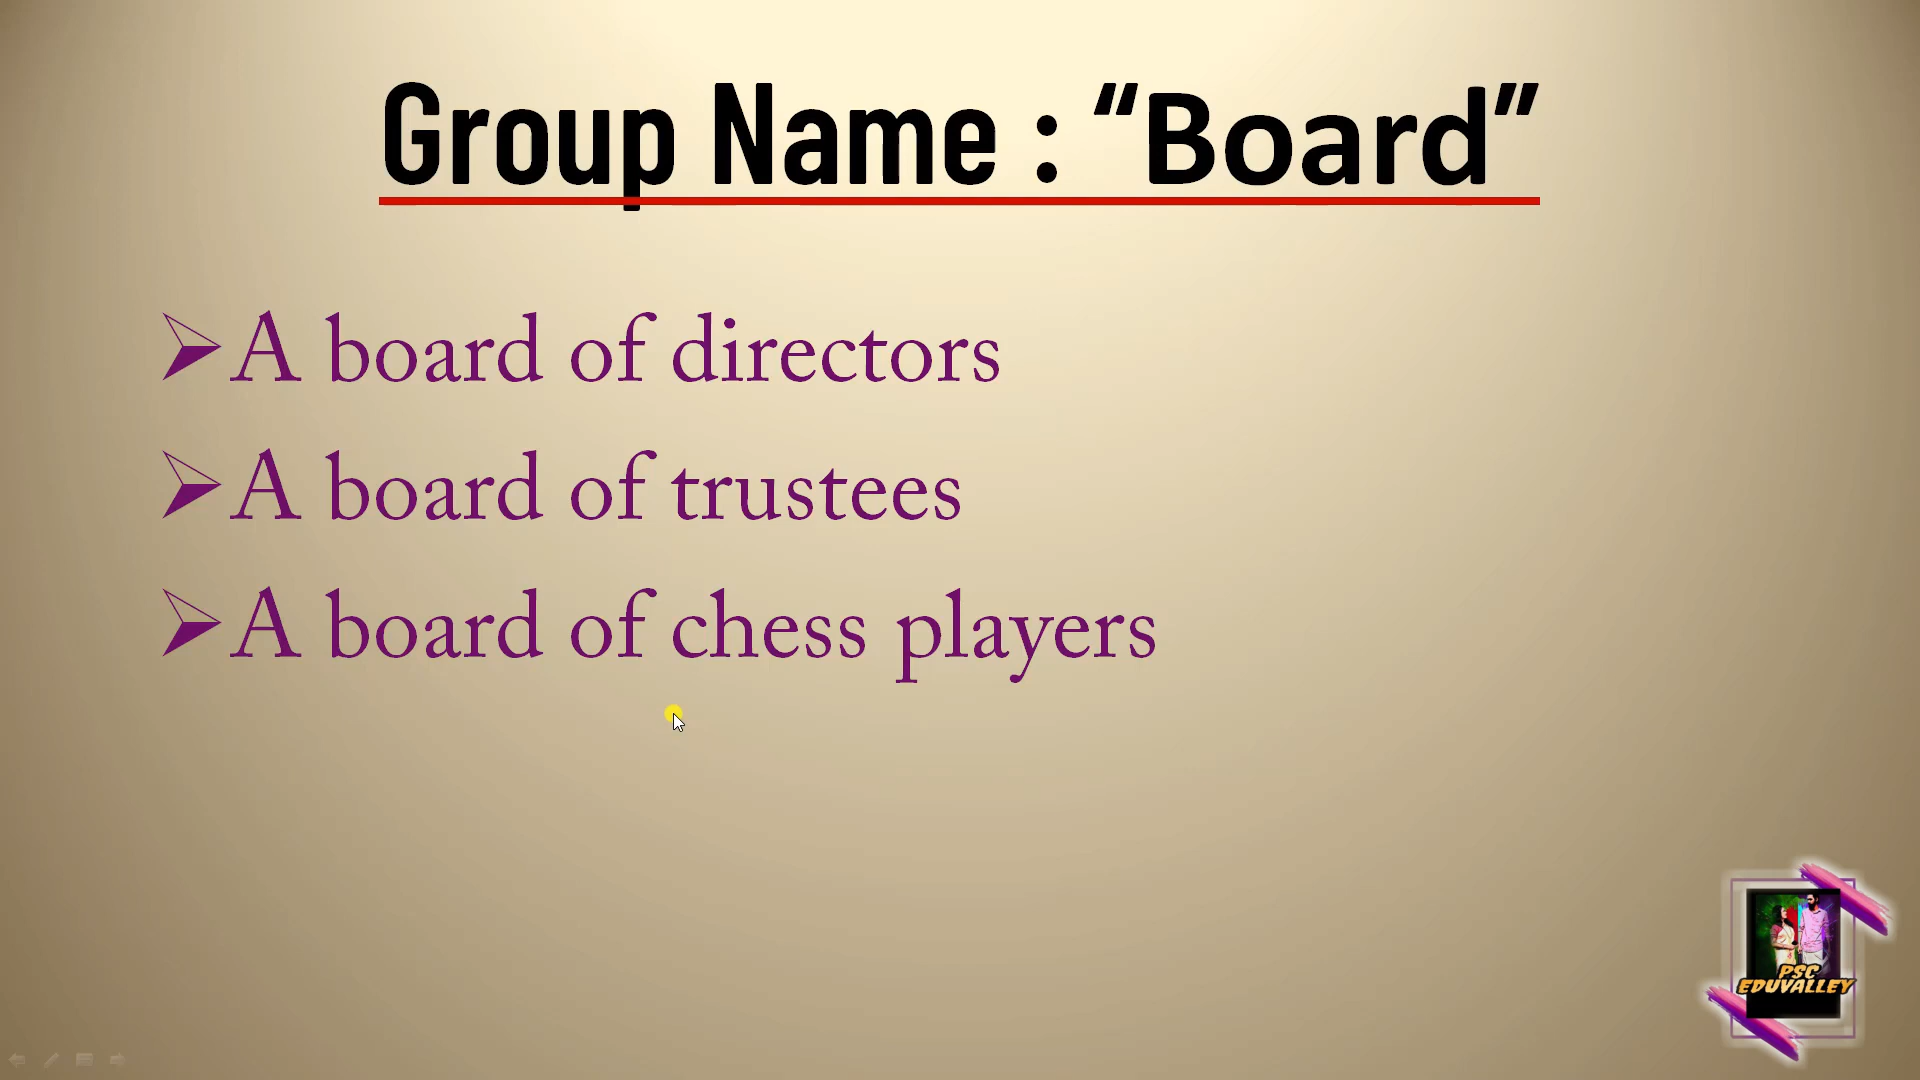 Group Name : “Board”
A board of directors
A board of trustees
A board of chess players
PSC
EDUVALLEY